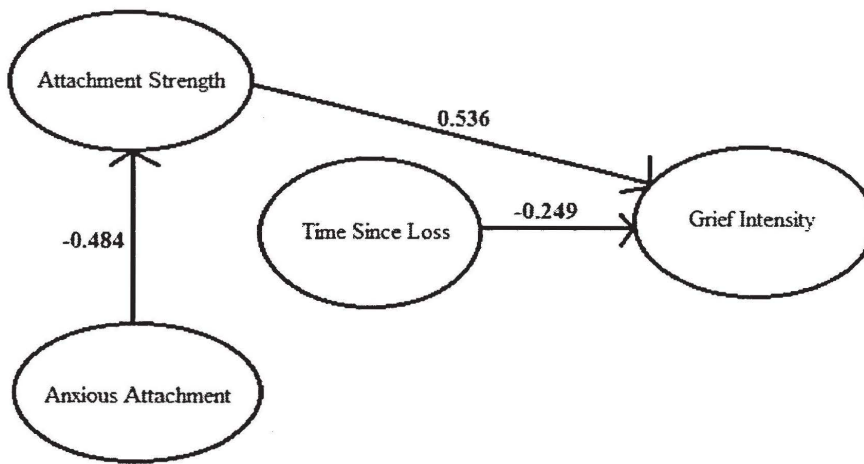 Attachment Strength
0.536
Time Since Loss
-0.249
Grief Intensity
-0.484
Anxious Attachment